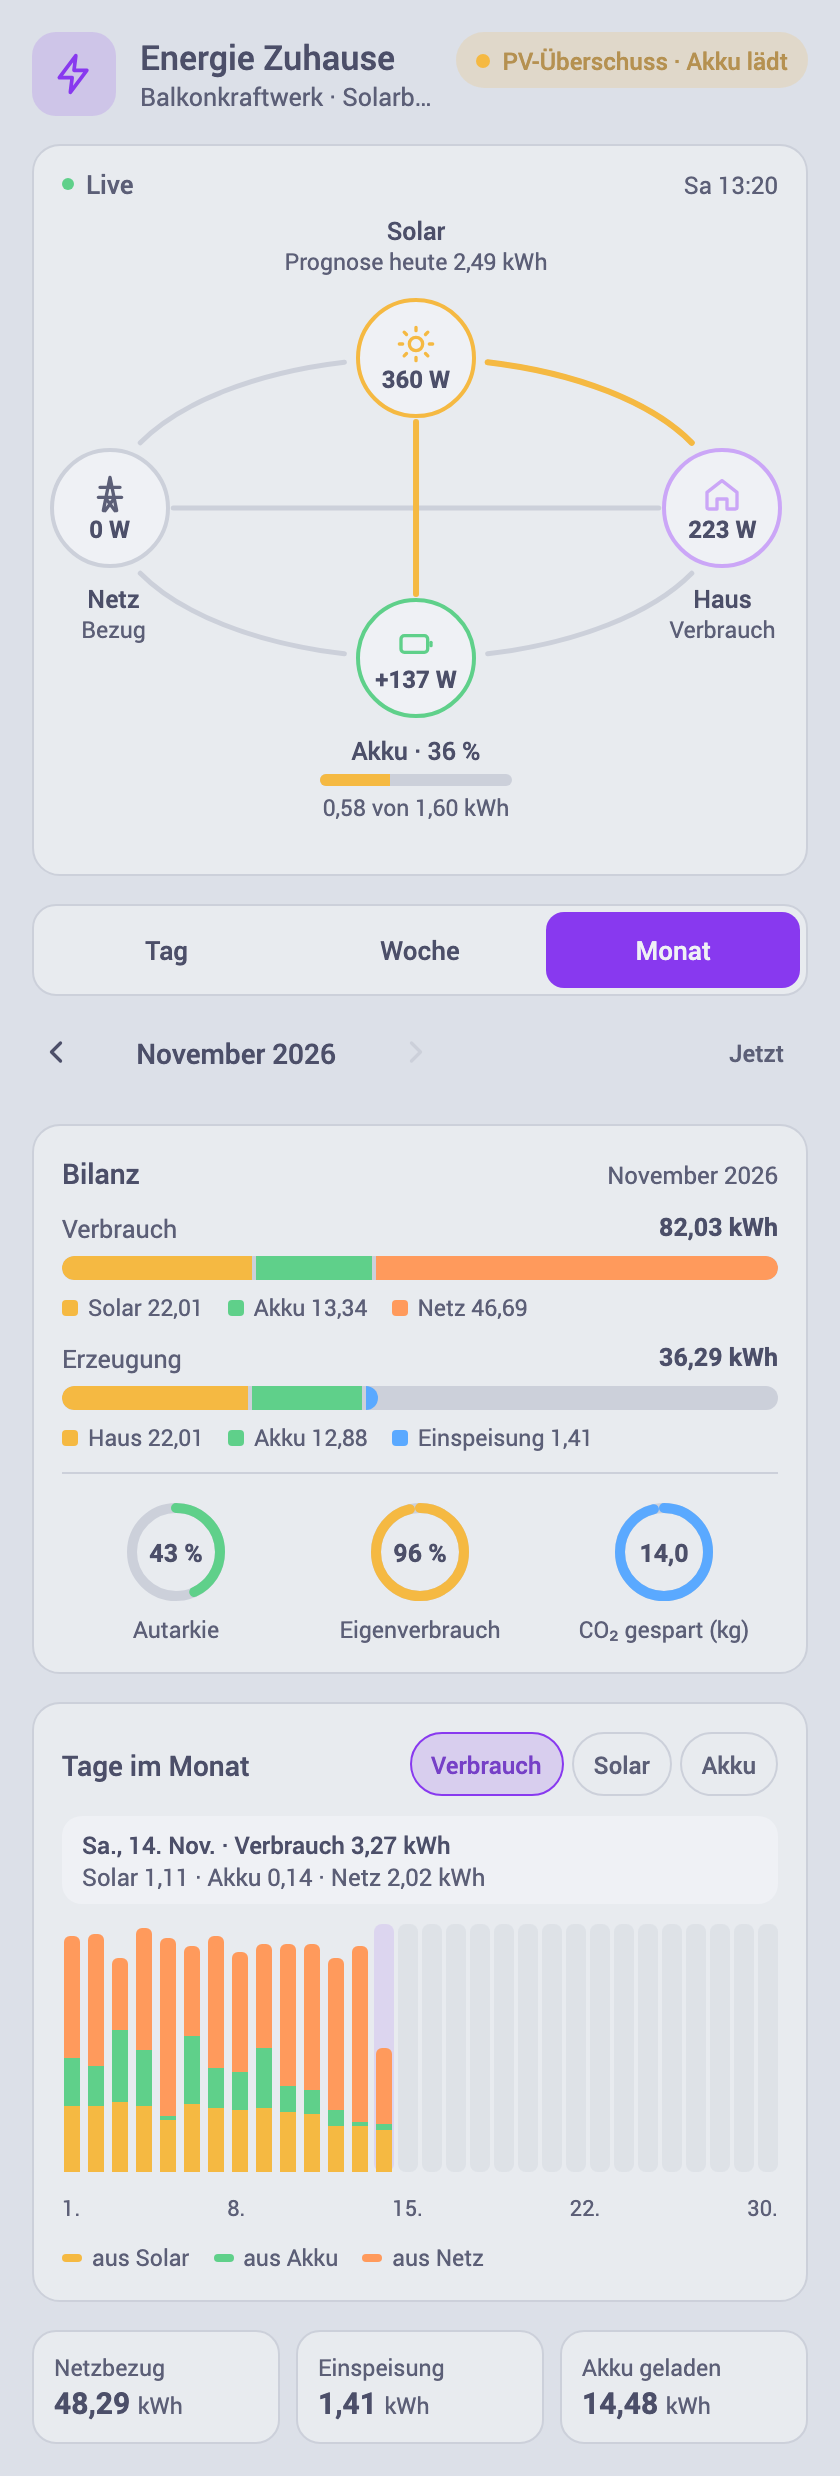 Energie Zuhause
Balkonkraftwerk · Solarb...
PV-Überschuss · Akku lädt
Live
Sa 13:20
Solar
Prognose heute 2,49 kWh
360 W
0 W
223 W
Netz
Bezug
Haus
Verbrauch
+137 W
Akku · 36 %
0,58 von 1,60 kWh
Tag
Woche
Monat
November 2026
Jetzt
Bilanz
November 2026
Verbrauch
82,03 kWh
Solar 22,01
Akku 13,34
Netz 46,69
Erzeugung
36,29 kWh
Haus 22,01
Akku 12,88
Einspeisung 1,41
43 %
96 %
14,0
Autarkie
Eigenverbrauch
CO₂ gespart (kg)
Tage im Monat
Verbrauch
Solar
Akku
Sa., 14. Nov. · Verbrauch 3,27 kWh
Solar 1,11 · Akku 0,14 · Netz 2,02 kWh
1.
8.
15.
22.
30.
aus Solar
aus Akku
aus Netz
Netzbezug
48,29 kWh
Einspeisung
1,41 kWh
Akku geladen
14,48 kWh